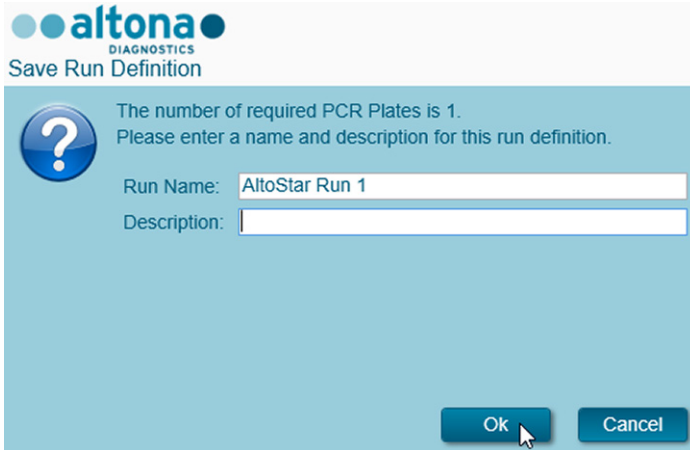 altona
DIAGNOSTICS
Save Run Definition
?
The number of required PCR Plates is 1.
Please enter a name and description for this run definition.
Run Name: AltoStar Run 1
Description:
Ok Cancel